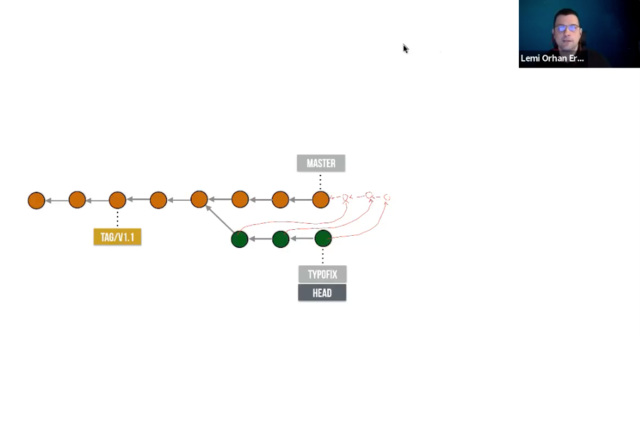 Lemi Orhan Er...
MASTER
TAG/V1.1
TYPOFIX
HEAD